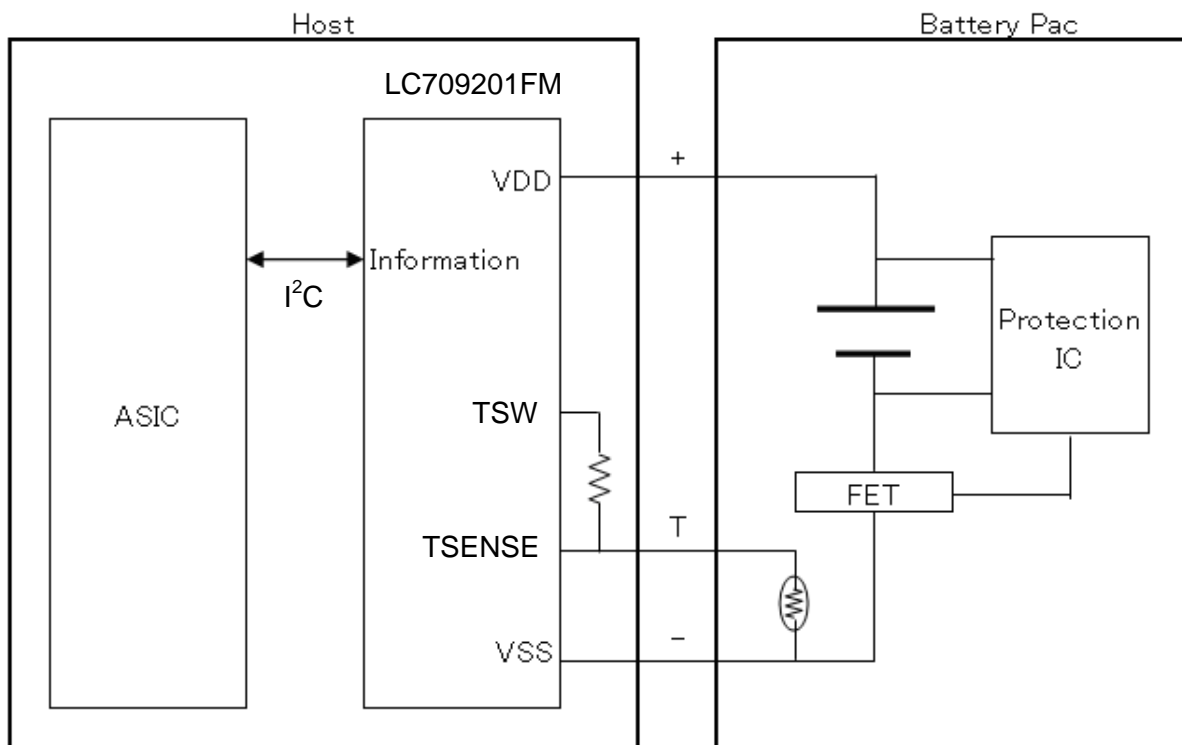 Host
Battery Pac
LC709201FM
VDD
+
Information
I²C
Protection
IC
ASIC
TSW
FET
T
TSENSE
VSS
−